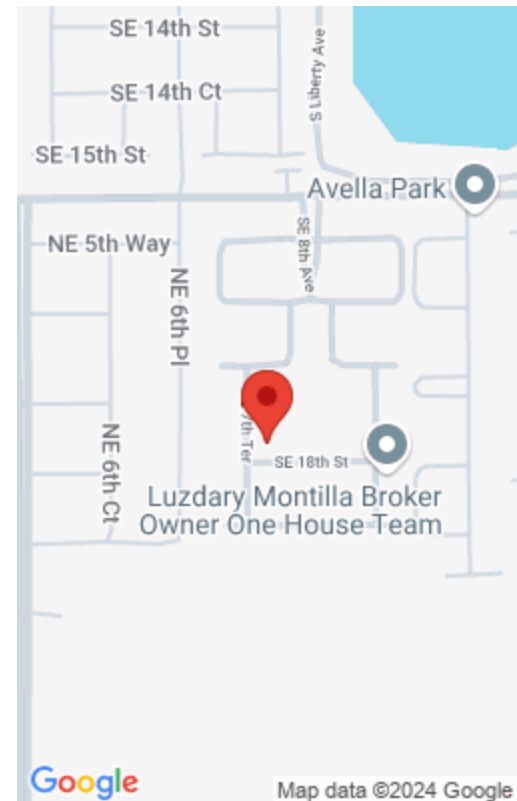 SE 14th St
S Liberty Ave
SE 14th Ct
SE 15th St
Avella Park
SE 8th Ave
NE 5th Way
NE 6th Pl
7th Ter
NE 6th Ct
SE 18th St
Luzdary Montilla Broker
Owner One House Team
Google
Map data ©2024 Google